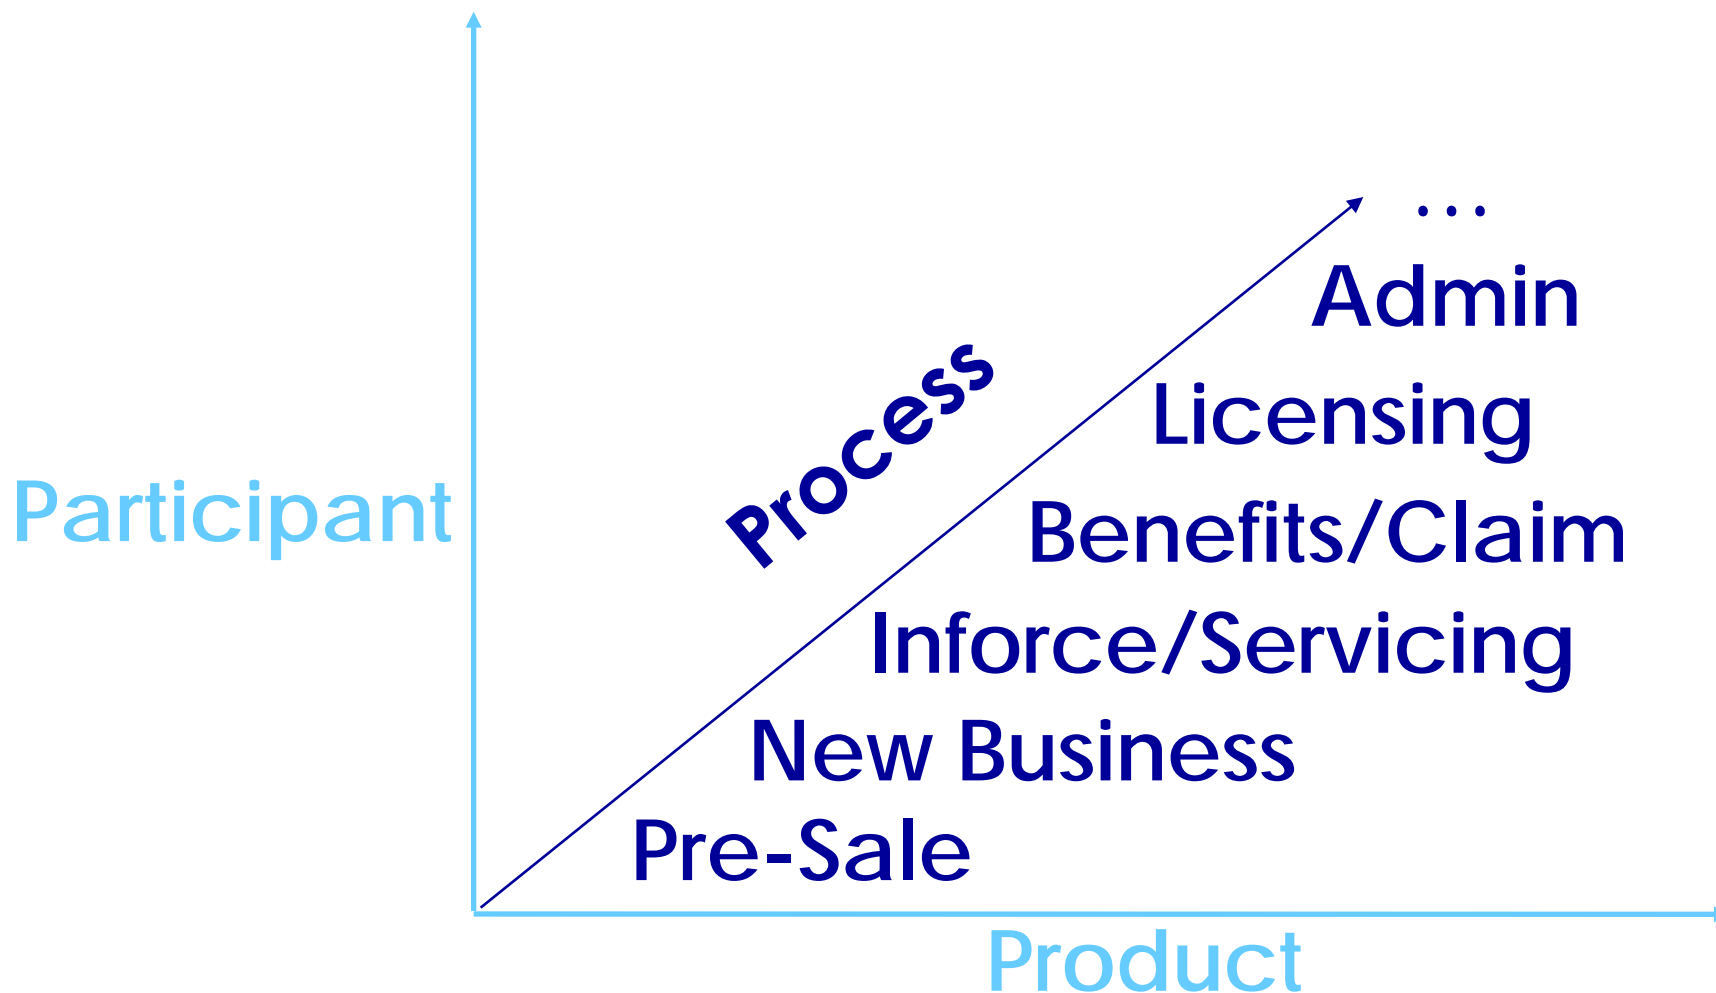 …
Admin
Process
Licensing
Participant
Benefits/Claim
Inforce/Servicing
New Business
Pre-Sale
Product